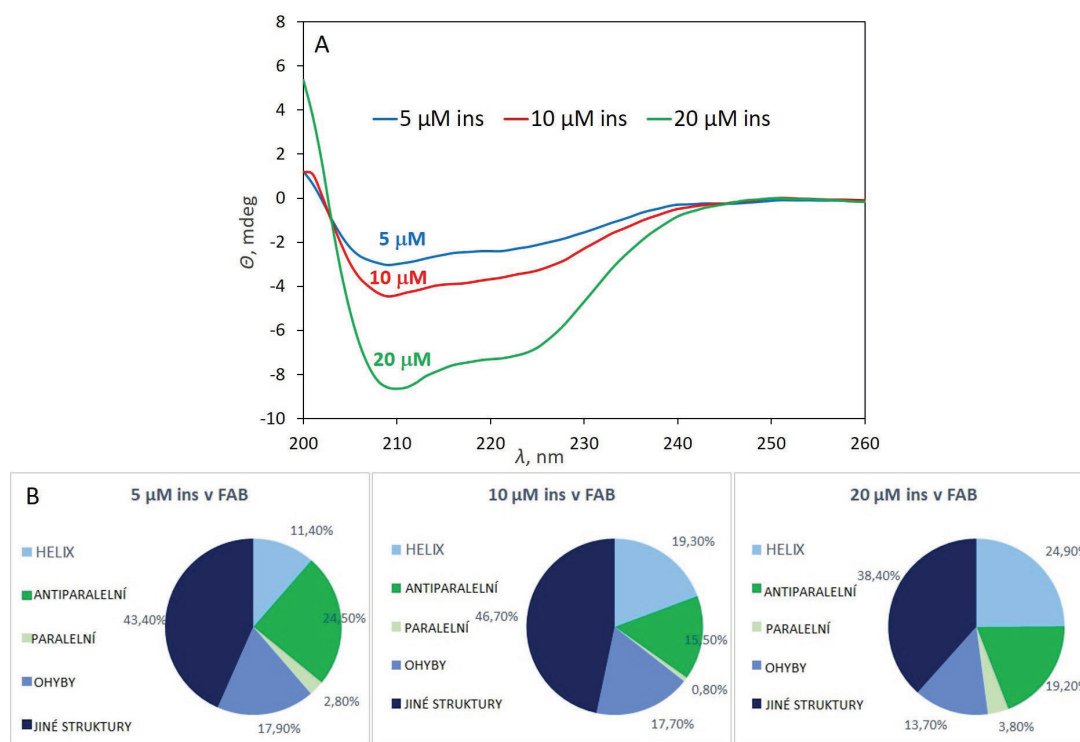 A
8
6
4
2
0
-2
-4
-6
-8
-10
Θ, mdeg
5 µM ins 10 µM ins 20 µM ins
5 µM
10 µM
20 µM
200 210 220 230 240 250 260
λ, nm
B
5 µM ins v FAB
HELIX
ANTIPARALELNÍ
PARALELNÍ
OHYBY
JINÉ STRUKTURY
11,40%
24,50%
2,80%
17,90%
43,40%
10 µM ins v FAB
HELIX
ANTIPARALELNÍ
PARALELNÍ
OHYBY
JINÉ STRUKTURY
19,30%
15,50%
0,80%
17,70%
46,70%
20 µM ins v FAB
HELIX
ANTIPARALELNÍ
PARALELNÍ
OHYBY
JINÉ STRUKTURY
24,90%
19,20%
3,80%
13,70%
38,40%